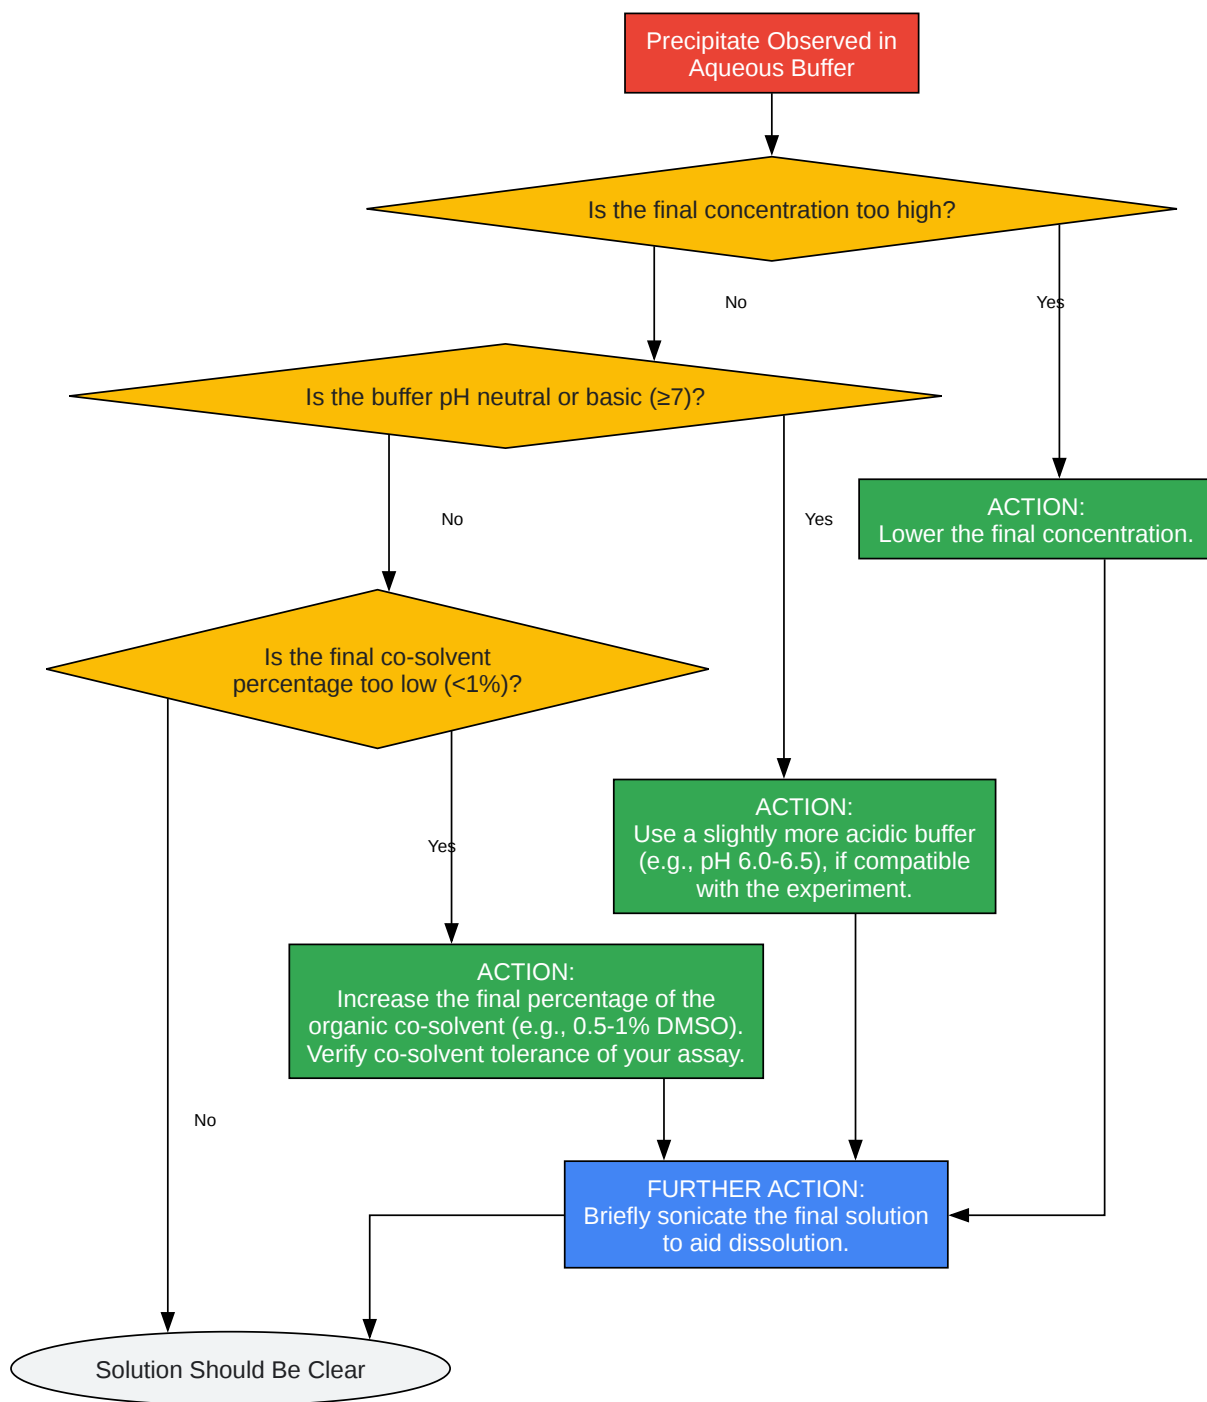 Precipitate Observed in
Aqueous Buffer
Is the final concentration too high?
No
Yes
Is the buffer pH neutral or basic (≥7)?
ACTION:
Lower the final concentration.
No
Yes
Is the final co-solvent
percentage too low (<1%)?
ACTION:
Use a slightly more acidic buffer
(e.g., pH 6.0-6.5), if compatible
with the experiment.
Yes
ACTION:
Increase the final percentage of the
organic co-solvent (e.g., 0.5-1% DMSO).
Verify co-solvent tolerance of your assay.
No
FURTHER ACTION:
Briefly sonicate the final solution
to aid dissolution.
Solution Should Be Clear